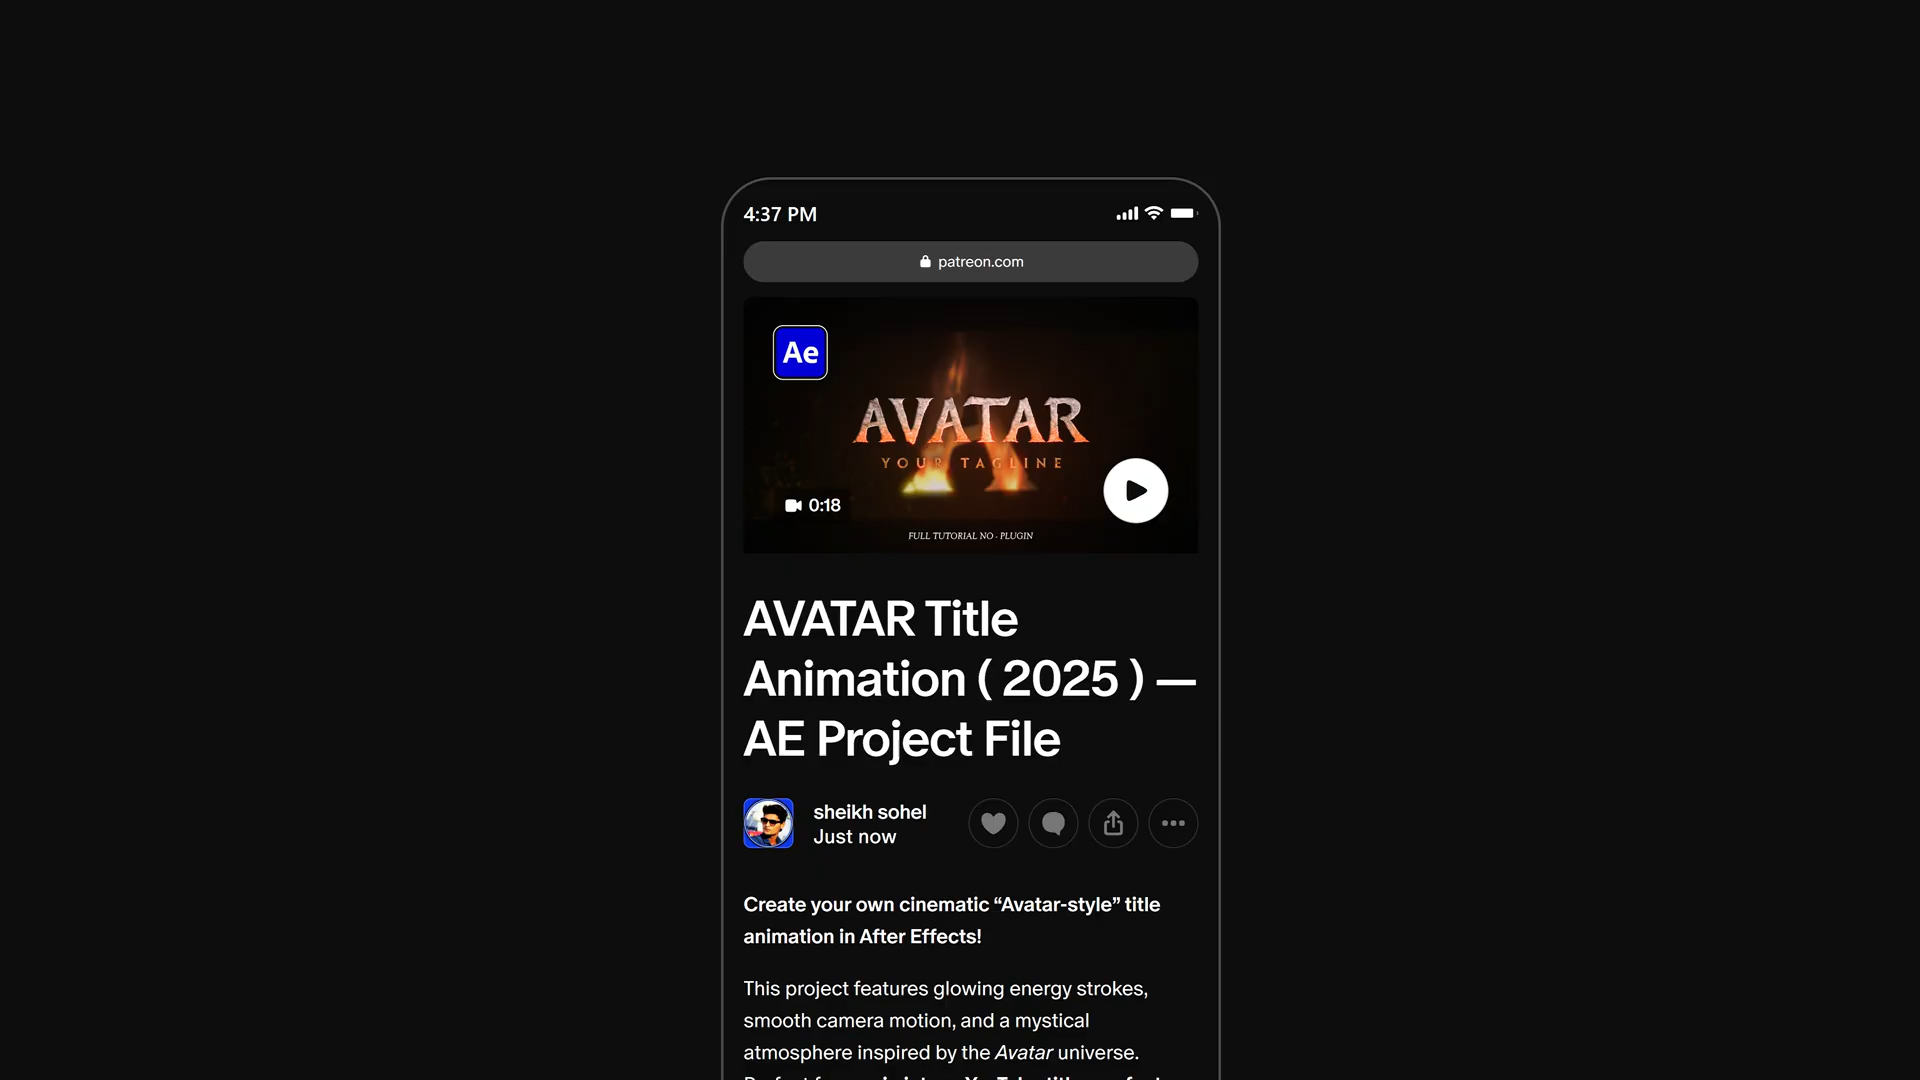 4:37 PM
patreon.com
Ae
AVATAR
YOUR TAGLINE
0:18
FULL TUTORIAL NO - PLUGIN
AVATAR Title
Animation ( 2025 ) —
AE Project File
sheikh sohel
Just now
Create your own cinematic “Avatar-style” title
animation in After Effects!
This project features glowing energy strokes,
smooth camera motion, and a mystical
atmosphere inspired by the Avatar universe.